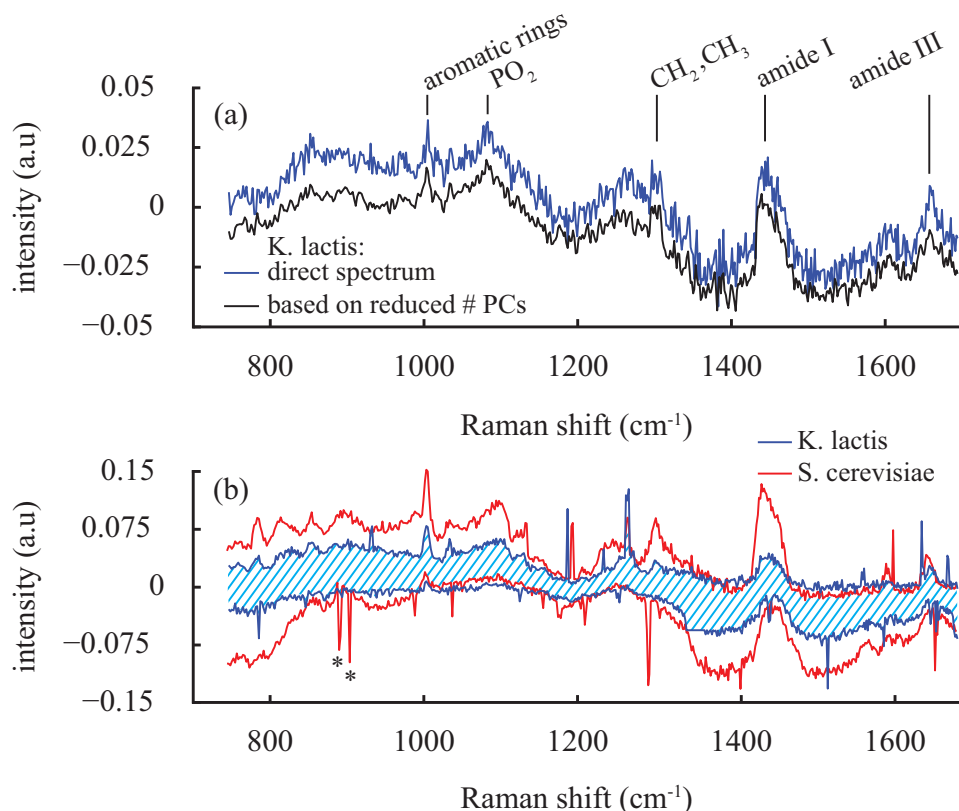 aromatic rings
PO₂
CH₂,CH₃
amide I
amide III
0.05
(a)
0.025
0
−0.025
−0.05
intensity (a.u)
K. lactis:
direct spectrum
based on reduced # PCs
800
1000
1200
1400
1600
Raman shift (cm⁻¹)
K. lactis
S. cerevisiae
0.15
(b)
0.075
0
−0.075
−0.15
intensity (a.u)
*
*
800
1000
1200
1400
1600
Raman shift (cm⁻¹)